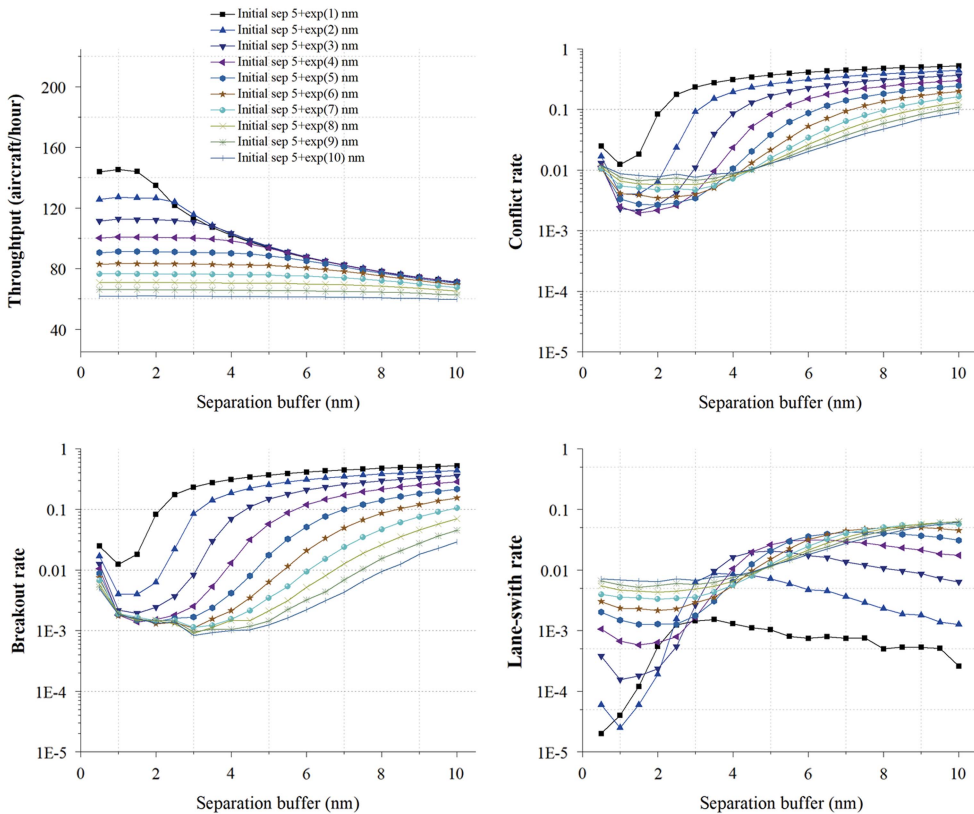 Initial sep 5+exp(1) nm
Initial sep 5+exp(2) nm
Initial sep 5+exp(3) nm
Initial sep 5+exp(4) nm
Initial sep 5+exp(5) nm
Initial sep 5+exp(6) nm
Initial sep 5+exp(7) nm
Initial sep 5+exp(8) nm
Initial sep 5+exp(9) nm
Initial sep 5+exp(10) nm
Throughput (aircraft/hour)
200
160
120
80
40
0 2 4 6 8 10
Separation buffer (nm)
Conflict rate
1
0.1
0.01
1E-3
1E-4
1E-5
0 2 4 6 8 10
Separation buffer (nm)
Breakout rate
1
0.1
0.01
1E-3
1E-4
1E-5
0 2 4 6 8 10
Separation buffer (nm)
Lane-swith rate
1
0.1
0.01
1E-3
1E-4
1E-5
0 2 4 6 8 10
Separation buffer (nm)